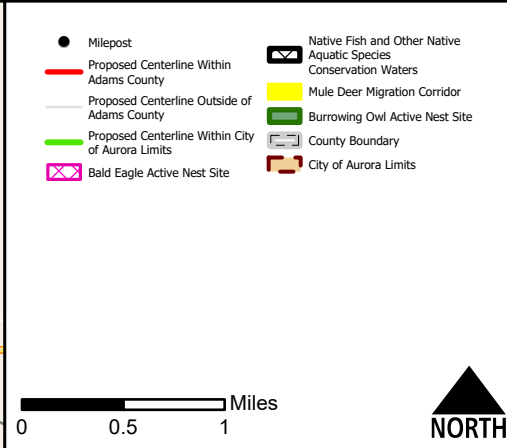 Milepost
Proposed Centerline Within
Adams County
Proposed Centerline Outside of
Adams County
Proposed Centerline Within City
of Aurora Limits
Bald Eagle Active Nest Site
Native Fish and Other Native
Aquatic Species
Conservation Waters
Mule Deer Migration Corridor
Burrowing Owl Active Nest Site
County Boundary
City of Aurora Limits
Miles
0 0.5 1
NORTH